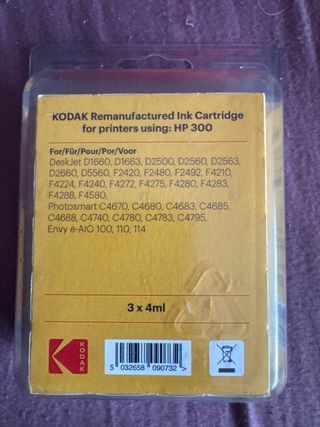 KODAK Remanufactured Ink Cartridge
for printers using: HP 300
For/Für/Pour/Por/Voor
DeskJet D1660, D1663, D2500, D2560, D2563,
D2660, D5560, F2420, F2480, F2492, F4210,
F4224, F4240, F4272, F4275, F4280, F4283,
F4288, F4580,
Photosmart C4670, C4680, C4683, C4685,
C4688, C4740, C4780, C4783, C4795,
Envy e-AIO 100, 110, 114
3 x 4ml
KODAK
5 032658 090732 >